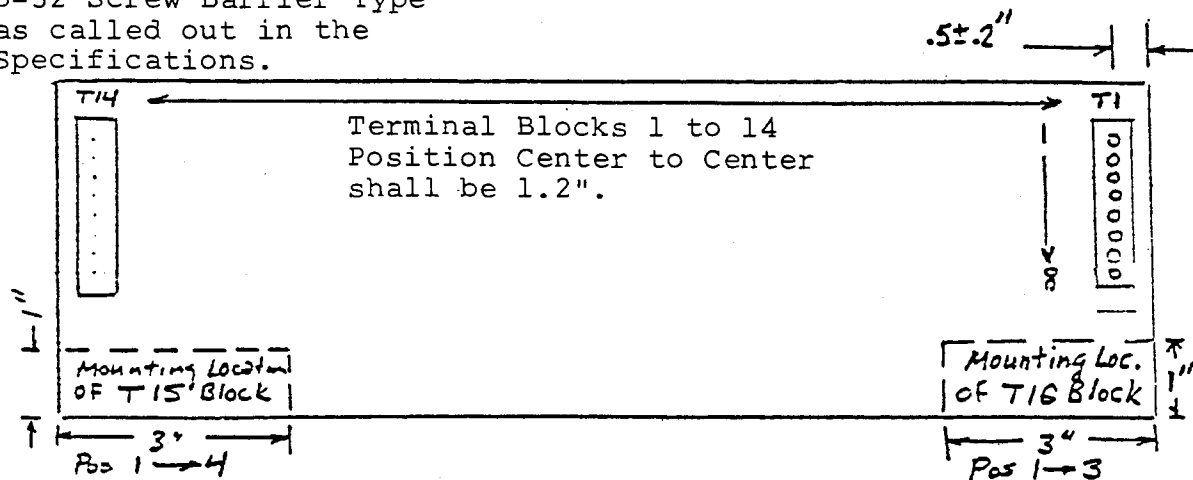 8-32 Screw Barrier Type
as called out in the
Specifications.
.5±.2"
T14
T1
Terminal Blocks 1 to 14
Position Center to Center
shall be 1.2".
1
8
1"
Mounting Location
OF T15 Block
Mounting Loc.
OF T16 Block
1"
3"
Pos 1→4
3"
Pos 1→3